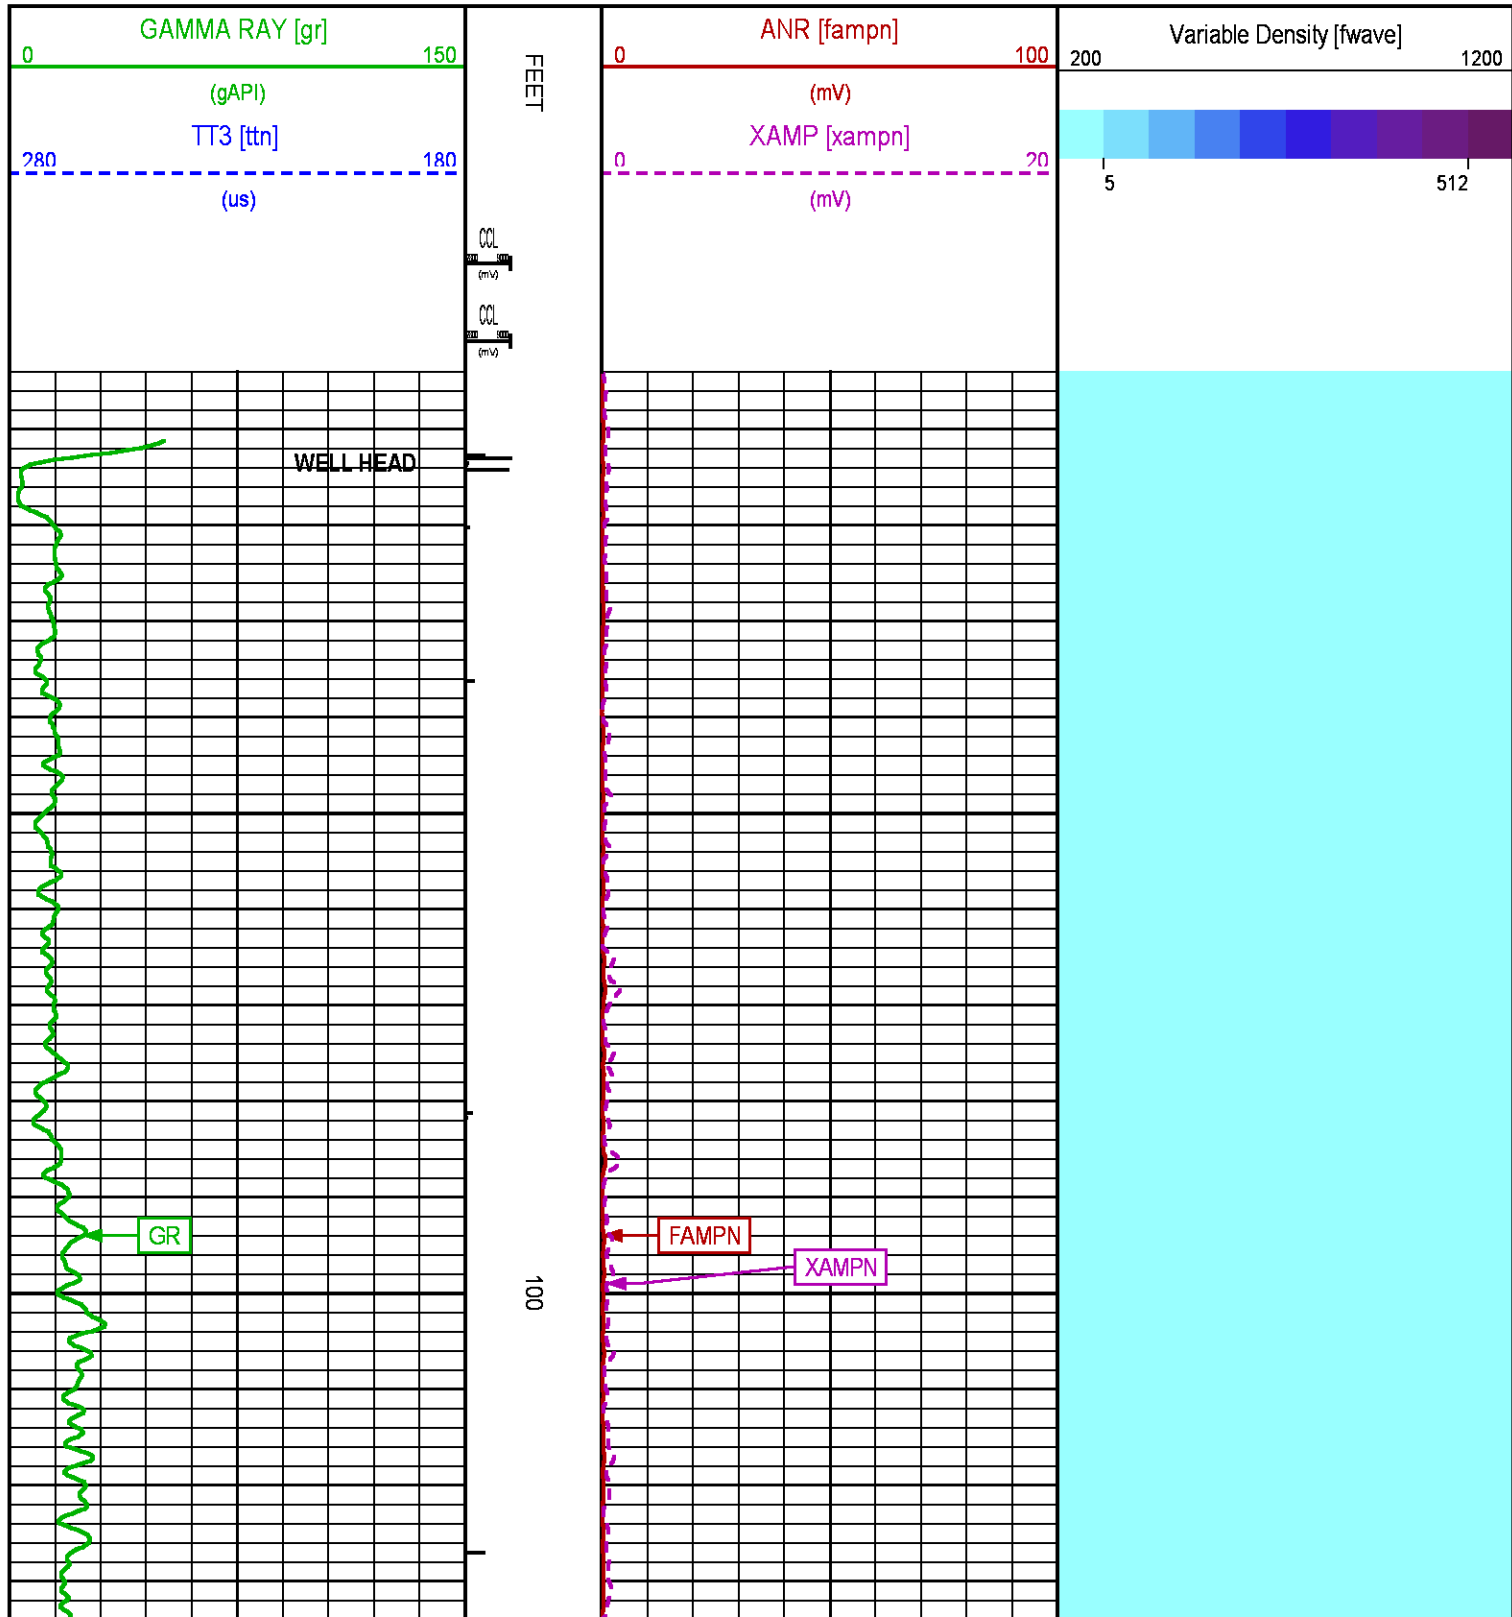 GAMMA RAY [gr]
0 150
(gAPI)
TT3 [ttn]
280 180
(us)
FEET
CCL
(mV)
CCL
(mV)
ANR [fampn]
0 100
(mV)
XAMP [xampn]
0 20
(mV)
Variable Density [fwave]
200 1200
5 512
WELL HEAD
GR
FAMPN
XAMPN
100